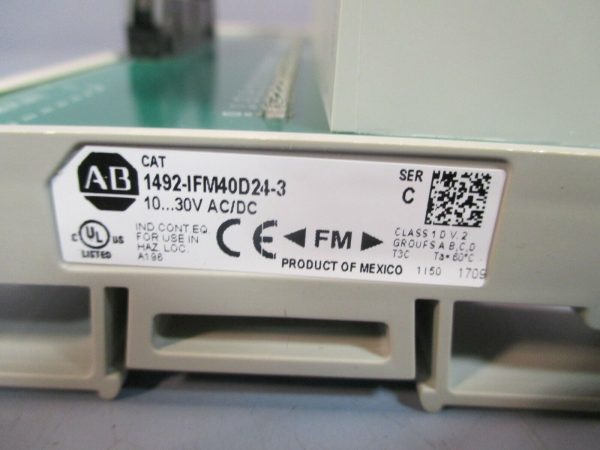 CAT
A-B
1492-IFM40D24-3
10...30V AC/DC
SER
C
C UL US
LISTED
IND.CONT.EQ
FOR USE IN
HAZ. LOC.
A196
CE
FM
CLASS 1 DIV. 2
GROUPS A,B,C,D
T3C Ta= 60°C
PRODUCT OF MEXICO
1150 1709